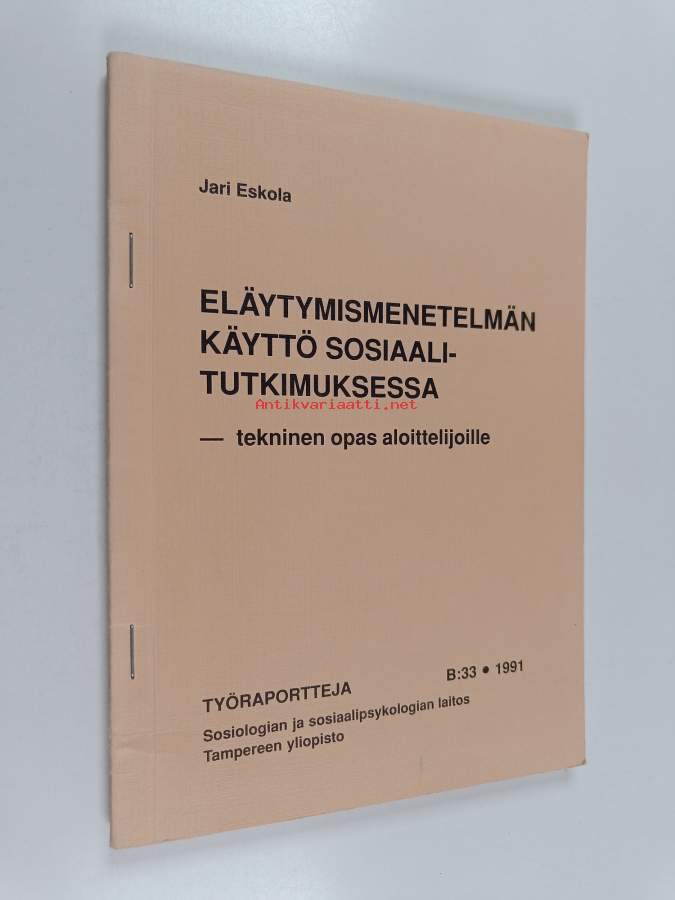 Jari Eskola
ELÄYTYMISMENETELMÄN
KÄYTTÖ SOSIAALI-
TUTKIMUKSESSA
Antikvariaatti.net
— tekninen opas aloittelijoille
TYÖRAPORTTEJA B:33 • 1991
Sosiologian ja sosiaalipsykologian laitos
Tampereen yliopisto